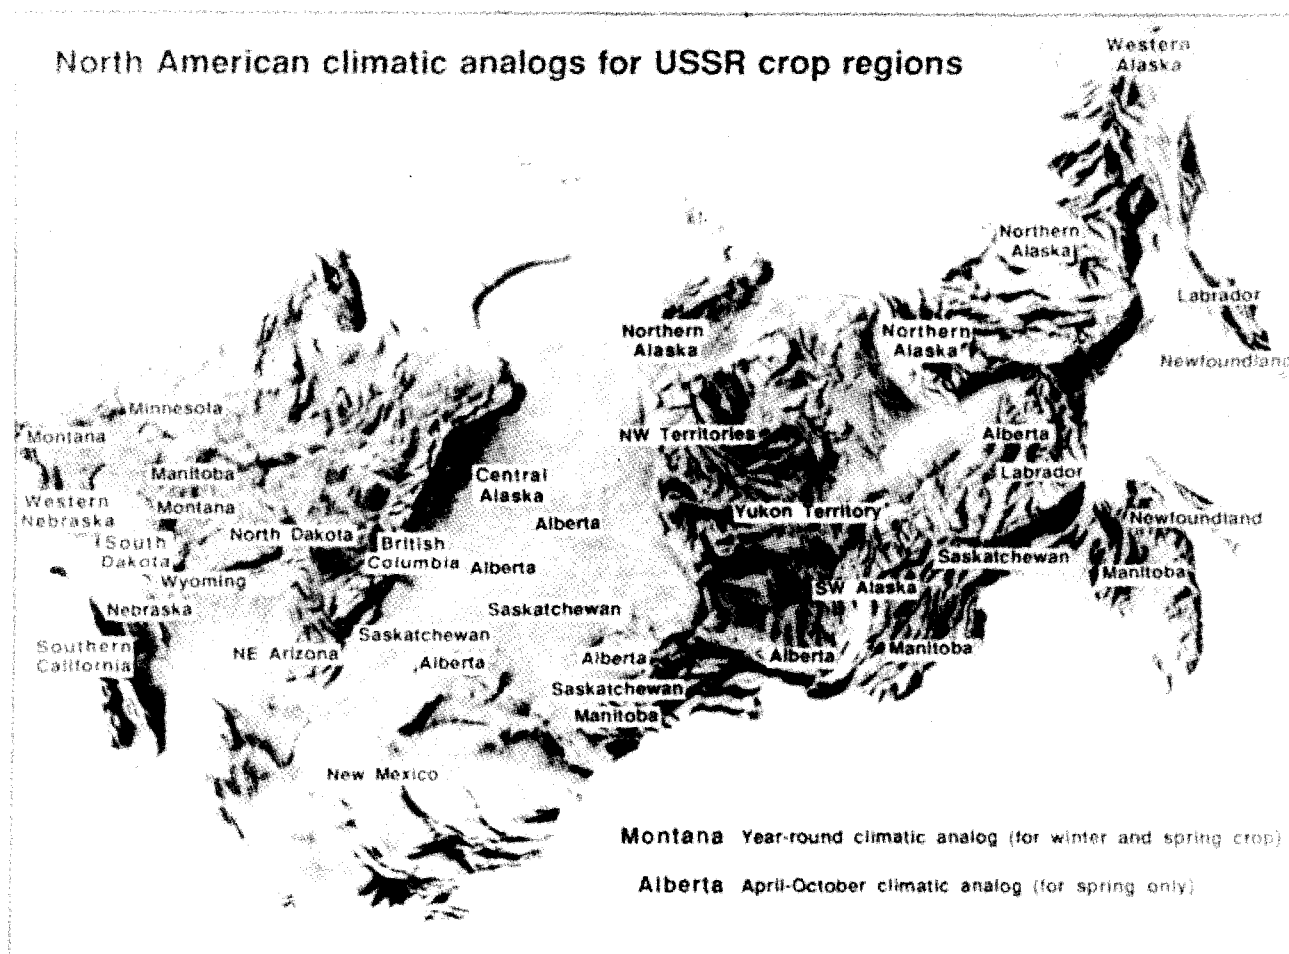 North American climatic analogs for USSR crop regions
Western
Alaska
Northern
Alaska
Labrador
Newfoundland
Northern
Alaska
Northern
Alaska
Minnesota
Montana
NW Territories
Alberta
Manitoba
Central
Alaska
Labrador
Western
Nebraska
Montana
Alberta
Yukon Territory
Newfoundland
North Dakota
South
Dakota
British
Columbia
Alberta
Saskatchewan
Manitoba
Wyoming
SW Alaska
Nebraska
Saskatchewan
Southern
California
NE Arizona
Saskatchewan
Alberta
Alberta
Alberta
Manitoba
Saskatchewan
Manitoba
New Mexico
Montana Year-round climatic analog (for winter and spring crop)
Alberta April-October climatic analog (for spring only)